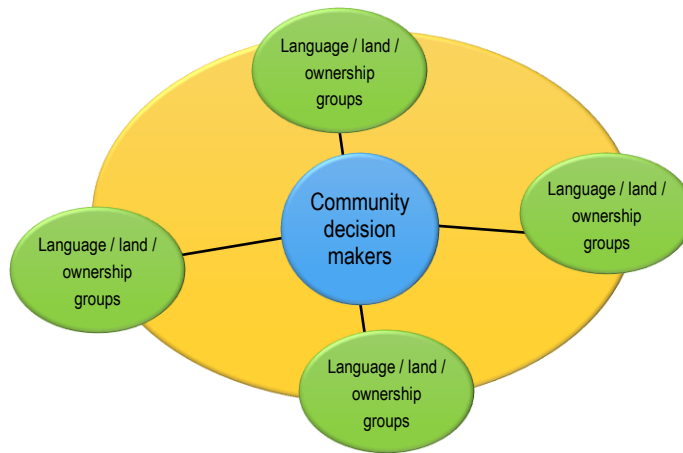 Language / land /
ownership
groups
Community
decision
makers
Language / land /
ownership
groups
Language / land /
ownership
groups
Language / land /
ownership
groups